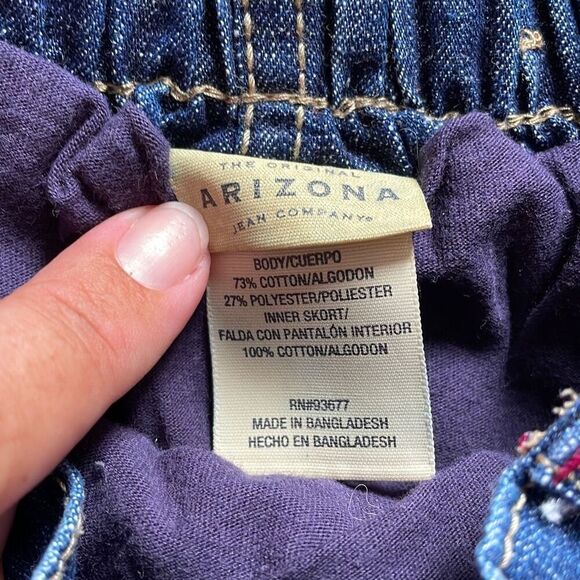 THE ORIGINAL
ARIZONA
JEAN COMPANY®
BODY/CUERPO
73% COTTON/ALGODON
27% POLYESTER/POLIESTER
INNER SKORT/
FALDA CON PANTALÓN INTERIOR
100% COTTON/ALGODON
RN#93677
MADE IN BANGLADESH
HECHO EN BANGLADESH